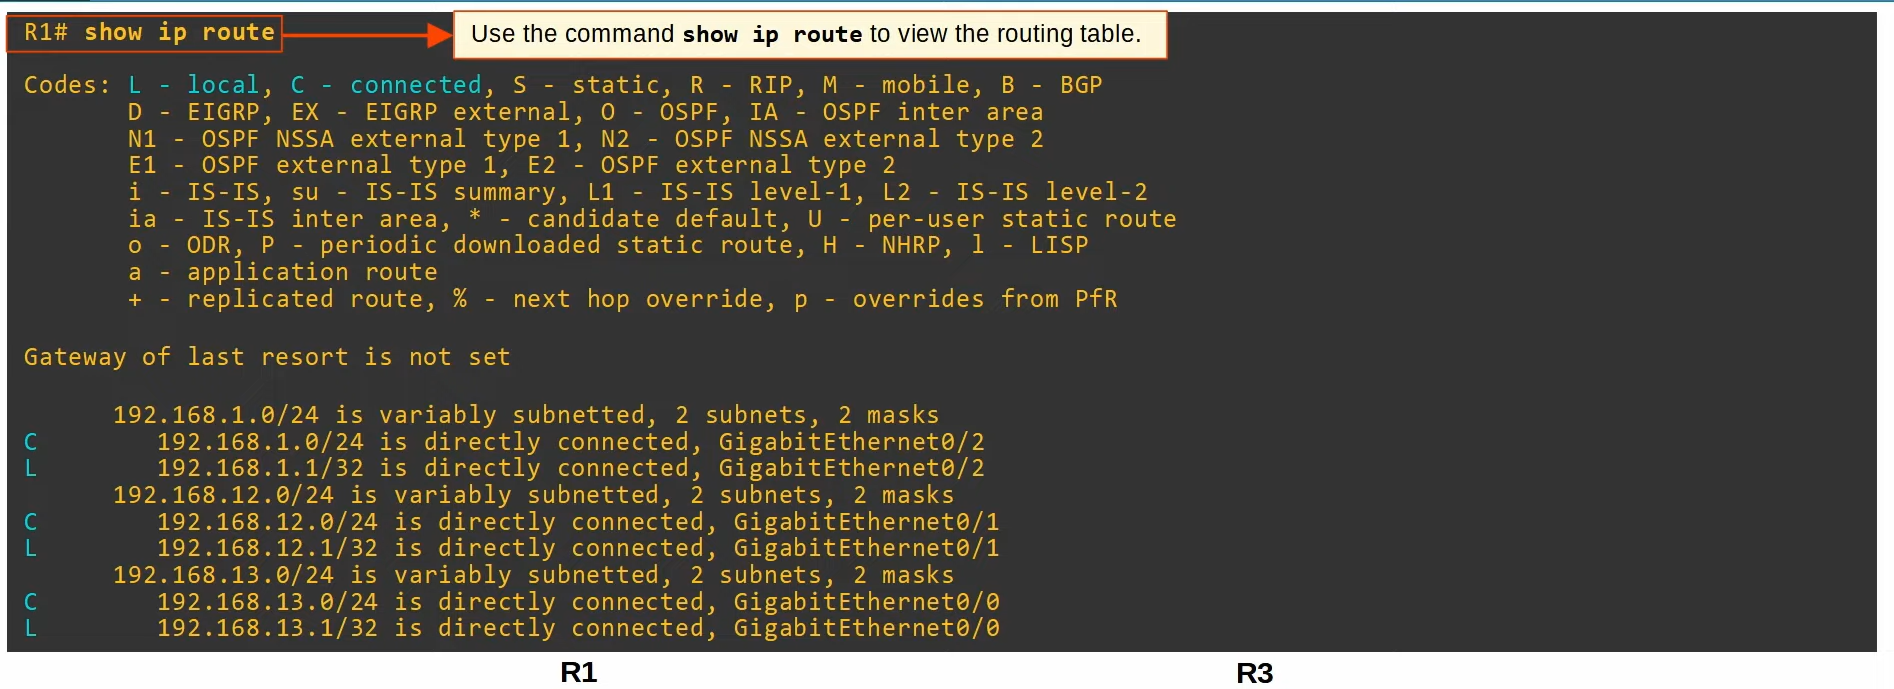 R1# show ip route
Use the command show ip route to view the routing table.
Codes: L - local, C - connected, S - static, R - RIP, M - mobile, B - BGP
D - EIGRP, EX - EIGRP external, O - OSPF, IA - OSPF inter area
N1 - OSPF NSSA external type 1, N2 - OSPF NSSA external type 2
E1 - OSPF external type 1, E2 - OSPF external type 2
i - IS-IS, su - IS-IS summary, L1 - IS-IS level-1, L2 - IS-IS level-2
ia - IS-IS inter area, * - candidate default, U - per-user static route
o - ODR, P - periodic downloaded static route, H - NHRP, l - LISP
a - application route
+ - replicated route, % - next hop override, p - overrides from PfR
Gateway of last resort is not set
192.168.1.0/24 is variably subnetted, 2 subnets, 2 masks
C 192.168.1.0/24 is directly connected, GigabitEthernet0/2
L 192.168.1.1/32 is directly connected, GigabitEthernet0/2
192.168.12.0/24 is variably subnetted, 2 subnets, 2 masks
C 192.168.12.0/24 is directly connected, GigabitEthernet0/1
L 192.168.12.1/32 is directly connected, GigabitEthernet0/1
192.168.13.0/24 is variably subnetted, 2 subnets, 2 masks
C 192.168.13.0/24 is directly connected, GigabitEthernet0/0
L 192.168.13.1/32 is directly connected, GigabitEthernet0/0
R1 R3